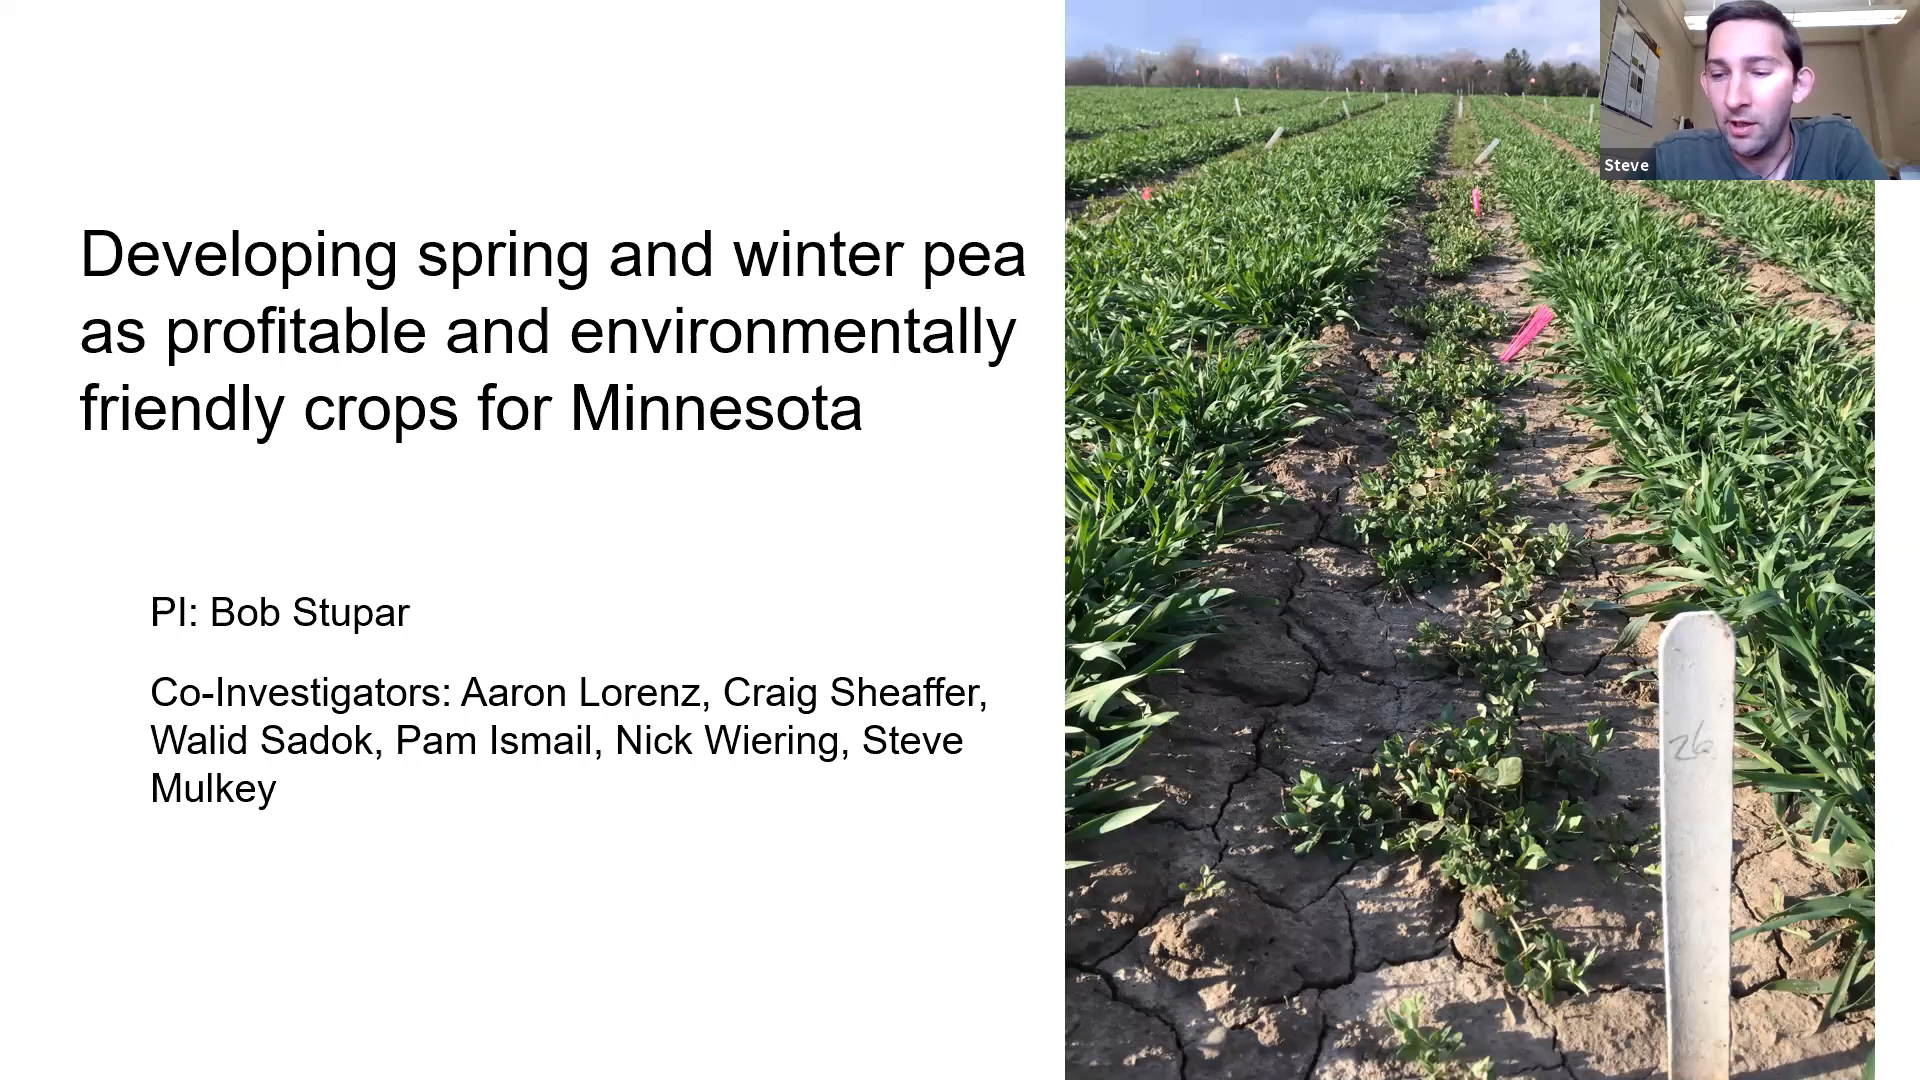 Developing spring and winter pea
as profitable and environmentally
friendly crops for Minnesota
PI: Bob Stupar
Co-Investigators: Aaron Lorenz, Craig Sheaffer,
Walid Sadok, Pam Ismail, Nick Wiering, Steve
Mulkey
Steve
26